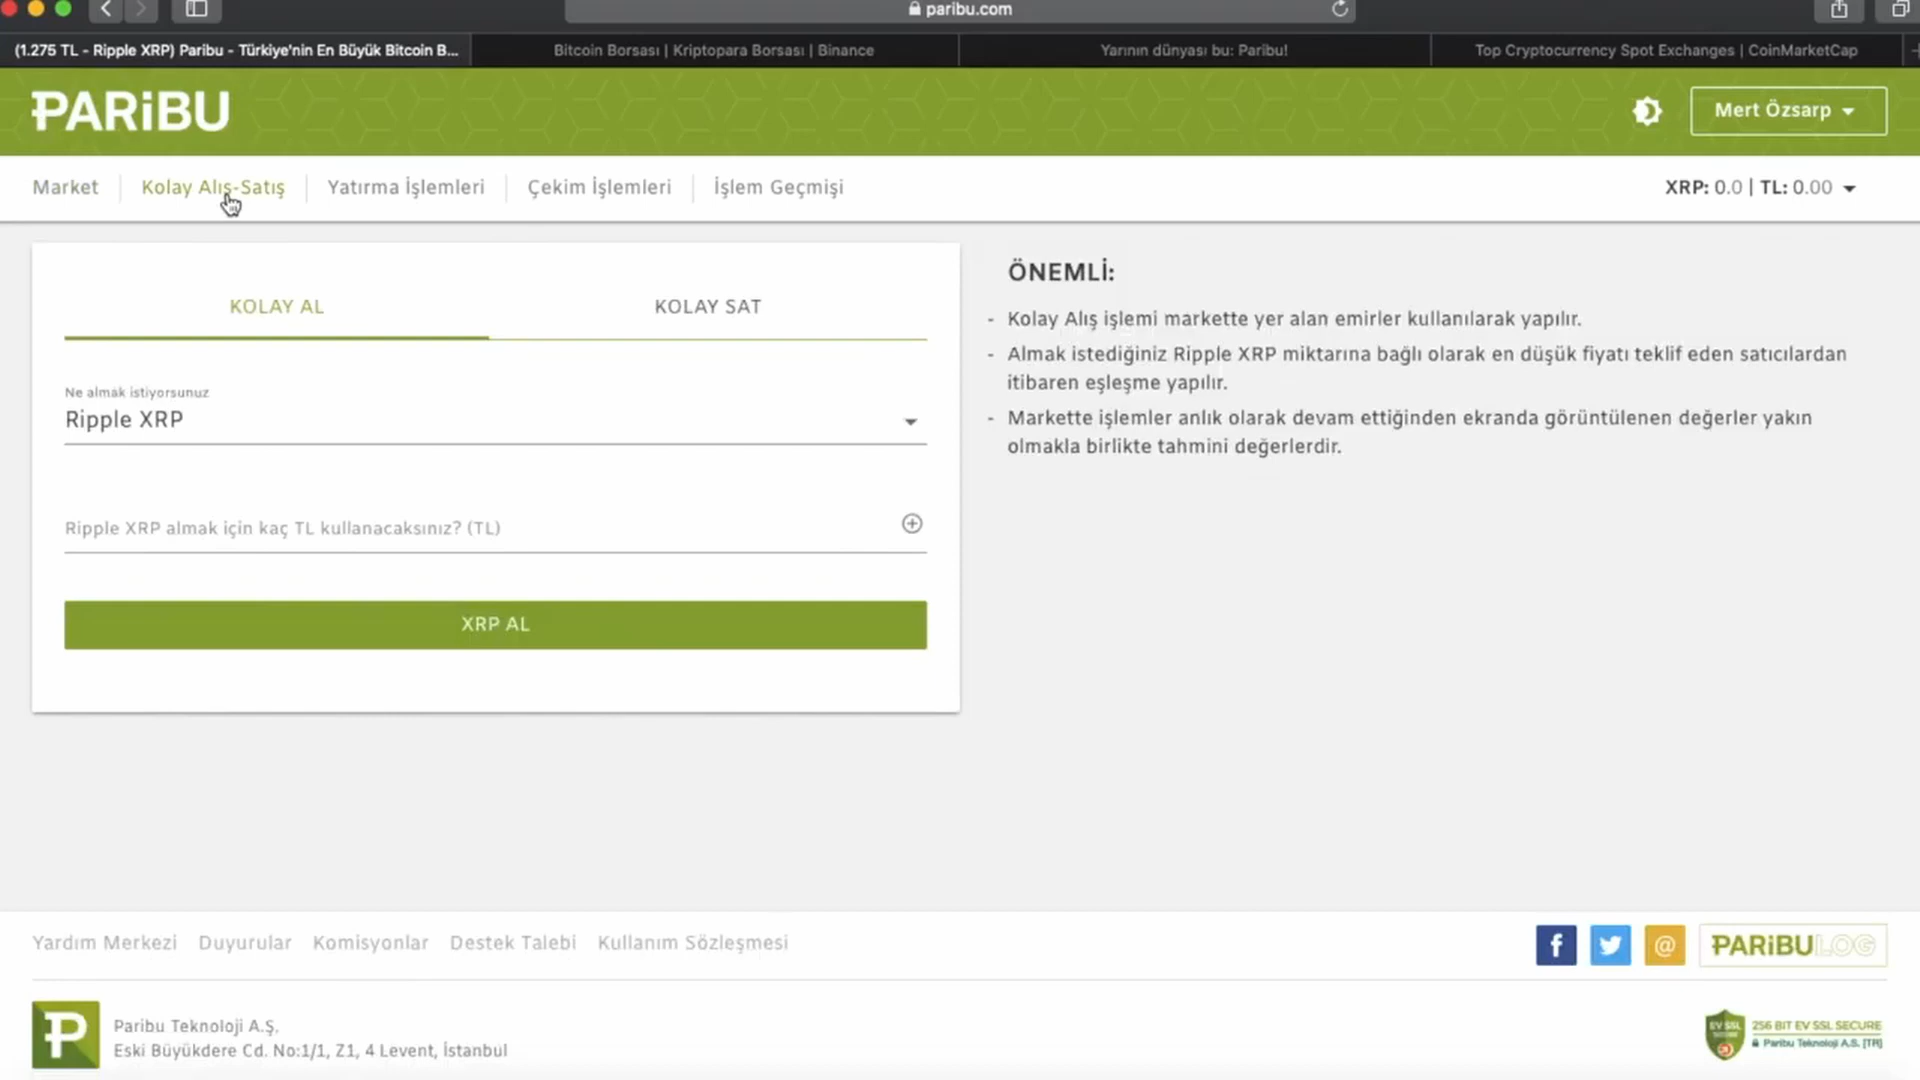 paribu.com
(1.275 TL - Ripple XRP) Paribu - Türkiye'nin En Büyük Bitcoin B...
Bitcoin Borsası | Kriptopara Borsası | Binance
Yarının dünyası bu: Paribu!
Top Cryptocurrency Spot Exchanges | CoinMarketCap
PARiBU
Mert Özsarp
Market
Kolay Alış-Satış
Yatırma İşlemleri
Çekim İşlemleri
İşlem Geçmişi
XRP: 0.0 | TL: 0.00
KOLAY AL
KOLAY SAT
Ne almak istiyorsunuz
Ripple XRP
Ripple XRP almak için kaç TL kullanacaksınız? (TL)
XRP AL
ÖNEMLİ:
- Kolay Alış işlemi markette yer alan emirler kullanılarak yapılır.
- Almak istediğiniz Ripple XRP miktarına bağlı olarak en düşük fiyatı teklif eden satıcılardan
itibaren eşleşme yapılır.
- Markette işlemler anlık olarak devam ettiğinden ekranda görüntülenen değerler yakın
olmakla birlikte tahmini değerlerdir.
Yardım Merkezi
Duyurular
Komisyonlar
Destek Talebi
Kullanım Sözleşmesi
PARiBULOG
Paribu Teknoloji A.Ş.
Eski Büyükdere Cd. No:1/1, Z1, 4 Levent, İstanbul
EV SSL
256 BIT EV SSL SECURE
Paribu Teknoloji A.S. [TR]